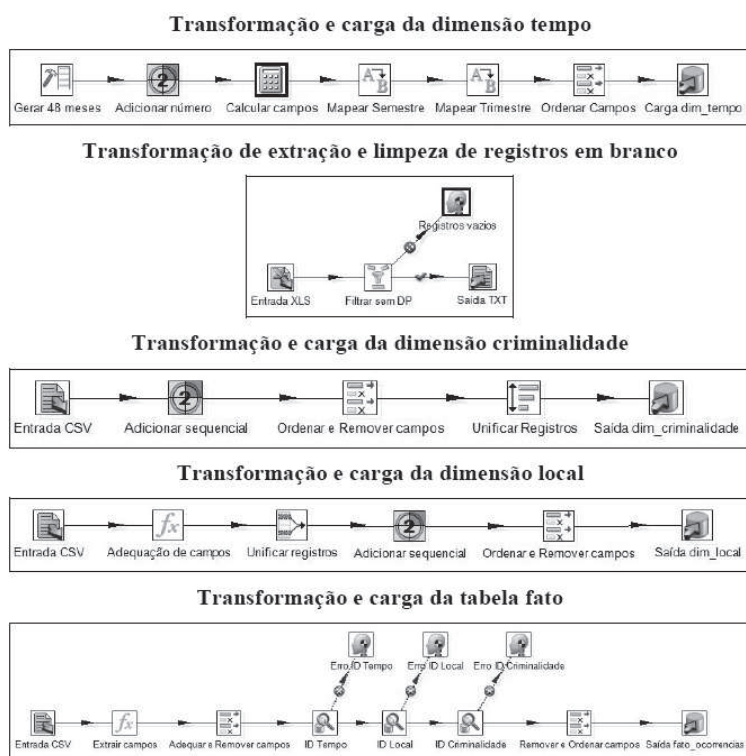 Transformação e carga da dimensão tempo
Gerar 48 meses Adicionar número Calcular campos Mapear Semestre Mapear Trimestre Ordenar Campos Carga dim_tempo
Transformação de extração e limpeza de registros em branco
Registros vazios
Entrada XLS Filtrar sem DP Saída TXT
Transformação e carga da dimensão criminalidade
Entrada CSV Adicionar sequencial Ordenar e Remover campos Unificar Registros Saída dim_criminalidade
Transformação e carga da dimensão local
Entrada CSV Adequação de campos Unificar registros Adicionar sequencial Ordenar e Remover campos Saída dim_local
Transformação e carga da tabela fato
Erro ID Tempo Erro ID Local Erro ID Criminalidade
Entrada CSV Extrair campos Adequar e Remover campos ID Tempo ID Local ID Criminalidade Remover e Ordenar campos Saída fato_ocorrencias